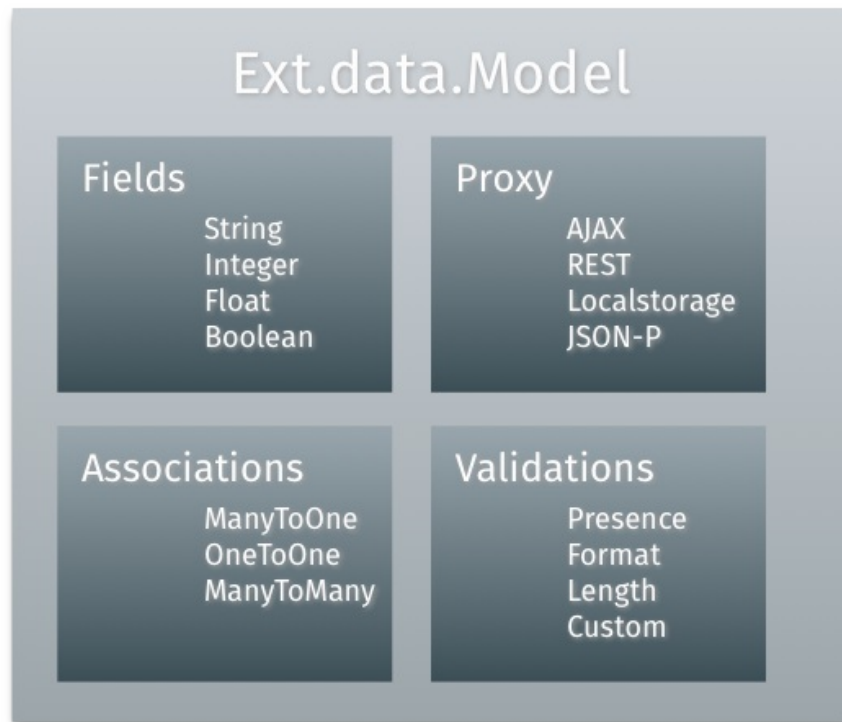 Ext.data.Model
Fields
String
Integer
Float
Boolean
Proxy
AJAX
REST
Localstorage
JSON-P
Associations
ManyToOne
OneToOne
ManyToMany
Validations
Presence
Format
Length
Custom